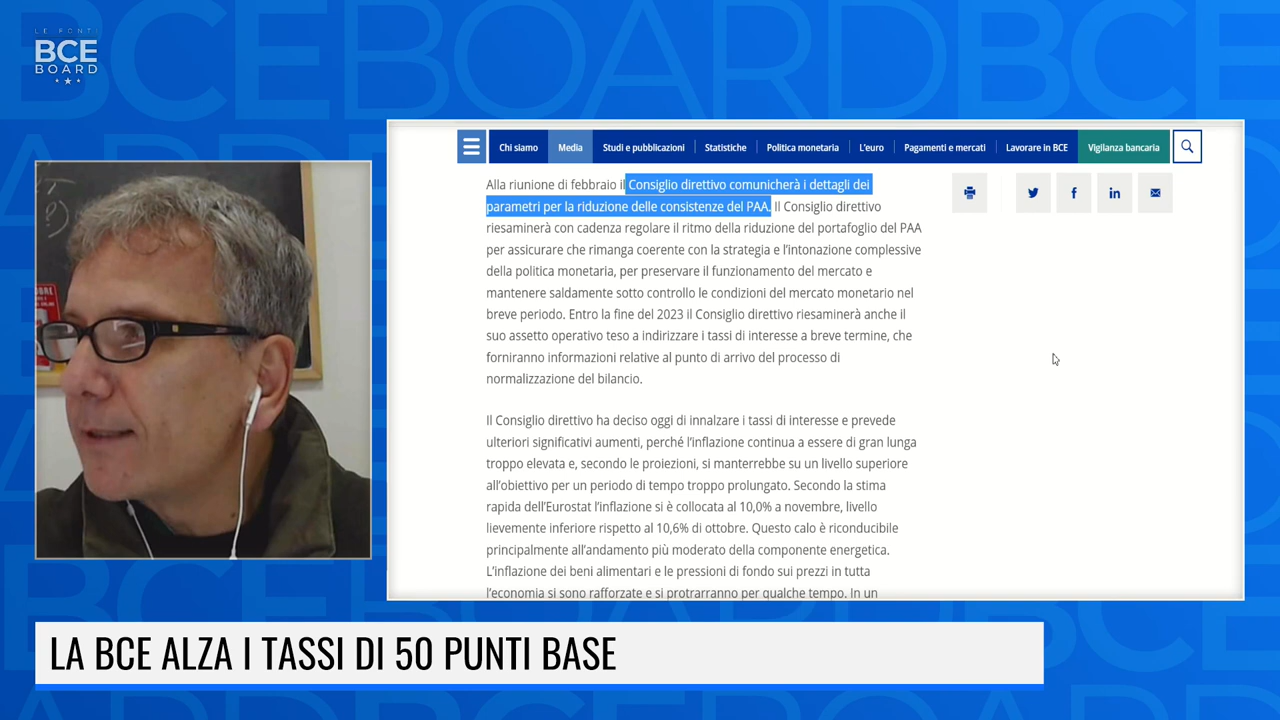 LE FONTI
BCE
BOARD
Chi siamo
Media
Studi e pubblicazioni
Statistiche
Politica monetaria
L'euro
Pagamenti e mercati
Lavorare in BCE
Vigilanza bancaria
Alla riunione di febbraio il Consiglio direttivo comunicherà i dettagli dei
parametri per la riduzione delle consistenze del PAA. Il Consiglio direttivo
riesaminerà con cadenza regolare il ritmo della riduzione del portafoglio del PAA
per assicurare che rimanga coerente con la strategia e l'intonazione complessive
della politica monetaria, per preservare il funzionamento del mercato e
mantenere saldamente sotto controllo le condizioni del mercato monetario nel
breve periodo. Entro la fine del 2023 il Consiglio direttivo riesaminerà anche il
suo assetto operativo teso a indirizzare i tassi di interesse a breve termine, che
forniranno informazioni relative al punto di arrivo del processo di
normalizzazione del bilancio.
Il Consiglio direttivo ha deciso oggi di innalzare i tassi di interesse e prevede
ulteriori significativi aumenti, perché l'inflazione continua a essere di gran lunga
troppo elevata e, secondo le proiezioni, si manterrebbe su un livello superiore
all'obiettivo per un periodo di tempo troppo prolungato. Secondo la stima
rapida dell'Eurostat l'inflazione si è collocata al 10,0% a novembre, livello
lievemente inferiore rispetto al 10,6% di ottobre. Questo calo è riconducibile
principalmente all'andamento più moderato della componente energetica.
L'inflazione dei beni alimentari e le pressioni di fondo sui prezzi in tutta
l'economia si sono rafforzate e si protrarranno per qualche tempo. In un
LA BCE ALZA I TASSI DI 50 PUNTI BASE